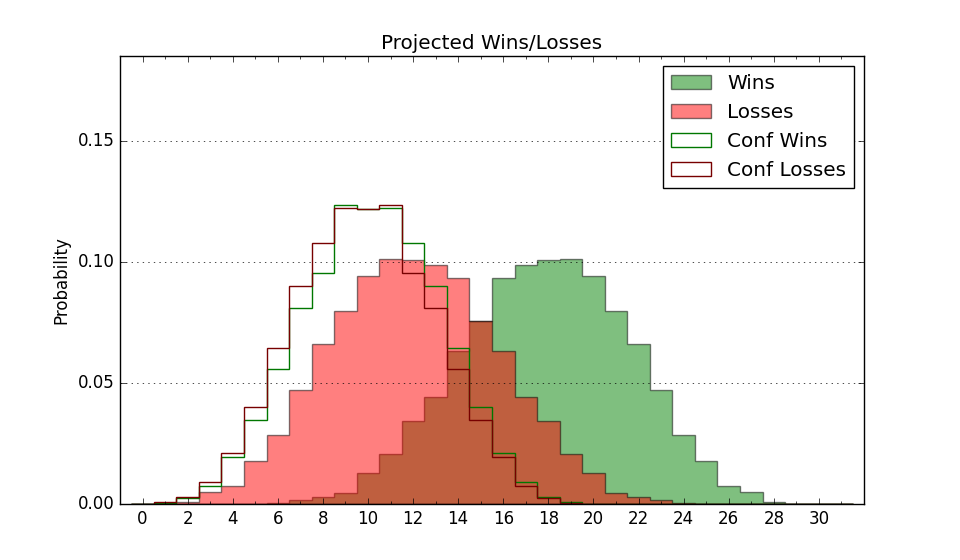 Projected Wins/Losses
Wins
Losses
Conf Wins
Conf Losses
Probability
0.15
0.10
0.05
0.00
0 2 4 6 8 10 12 14 16 18 20 22 24 26 28 30